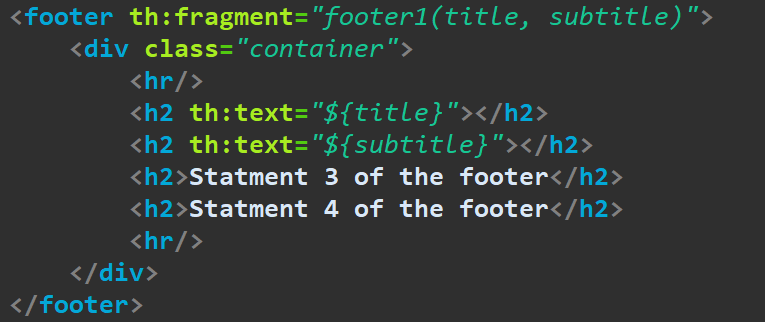 <footer th:fragment="footer1(title, subtitle)">
<div class="container">
<hr/>
<h2 th:text="${title}"></h2>
<h2 th:text="${subtitle}"></h2>
<h2>Statment 3 of the footer</h2>
<h2>Statment 4 of the footer</h2>
<hr/>
</div>
</footer>